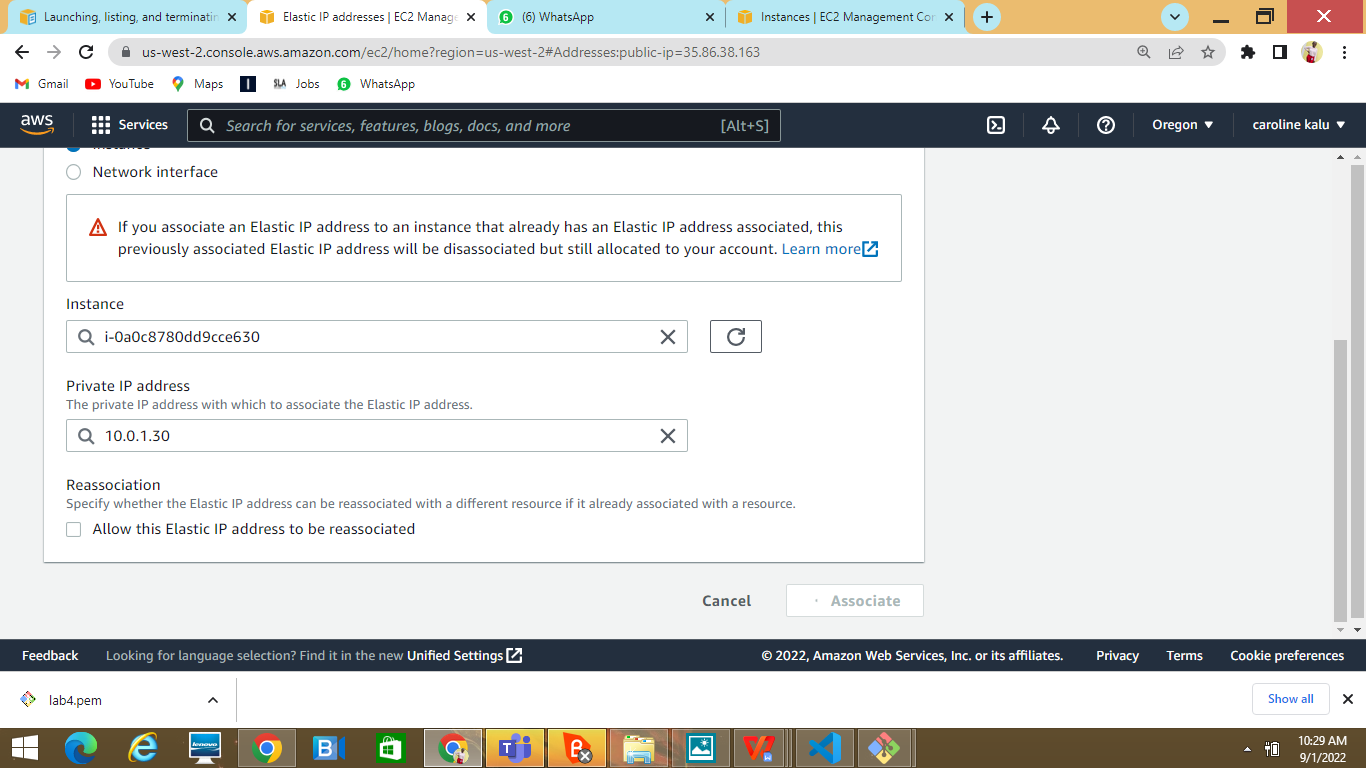 Launching, listing, and terminatin
Elastic IP addresses | EC2 Manage
(6) WhatsApp
Instances | EC2 Management Con
us-west-2.console.aws.amazon.com/ec2/home?region=us-west-2#Addresses:public-ip=35.86.38.163
Gmail YouTube Maps SLA Jobs 6 WhatsApp
aws Services Search for services, features, blogs, docs, and more [Alt+S] Oregon caroline kalu
Instance
Network interface
If you associate an Elastic IP address to an instance that already has an Elastic IP address associated, this
previously associated Elastic IP address will be disassociated but still allocated to your account. Learn more
Instance
i-0a0c8780dd9cce630
Private IP address
The private IP address with which to associate the Elastic IP address.
10.0.1.30
Reassociation
Specify whether the Elastic IP address can be reassociated with a different resource if it already associated with a resource.
Allow this Elastic IP address to be reassociated
Cancel Associate
Feedback Looking for language selection? Find it in the new Unified Settings © 2022, Amazon Web Services, Inc. or its affiliates. Privacy Terms Cookie preferences
lab4.pem Show all
10:29 AM
9/1/2022